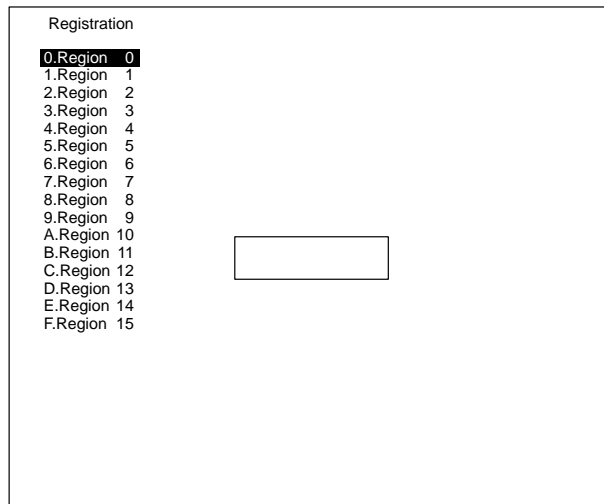 Registration
0.Region 0
1.Region 1
2.Region 2
3.Region 3
4.Region 4
5.Region 5
6.Region 6
7.Region 7
8.Region 8
9.Region 9
A.Region 10
B.Region 11
C.Region 12
D.Region 13
E.Region 14
F.Region 15